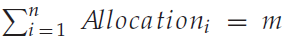 ∑ⁿᵢ₌₁ Allocationᵢ = m